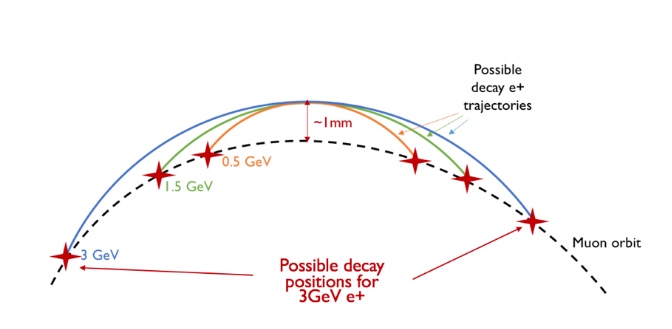 Possible
decay e+
trajectories
~1mm
0.5 GeV
1.5 GeV
3 GeV
Muon orbit
Possible decay
positions for
3GeV e+